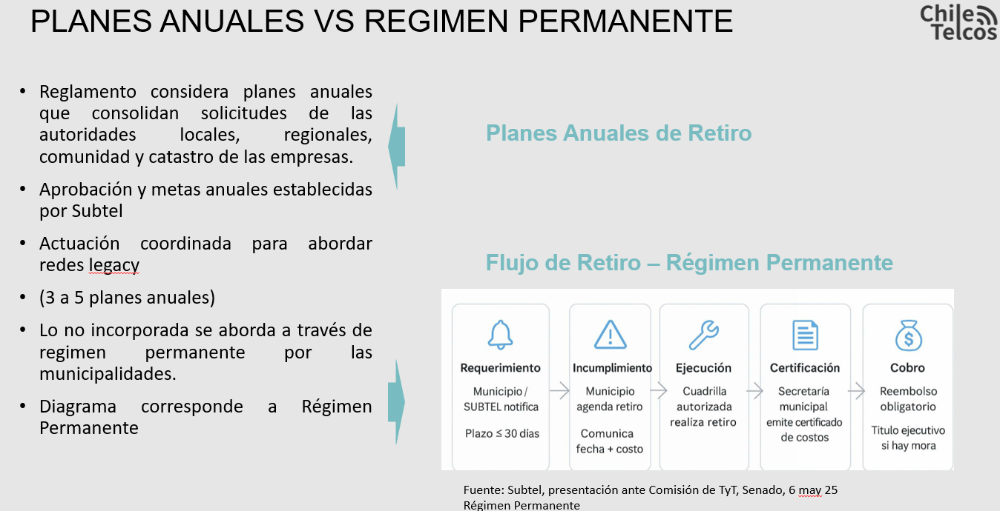 PLANES ANUALES VS REGIMEN PERMANENTE
Chile
Telcos
• Reglamento considera planes anuales
que consolidan solicitudes de las
autoridades locales, regionales,
comunidad y catastro de las empresas.
• Aprobación y metas anuales establecidas
por Subtel
• Actuación coordinada para abordar
redes legacy
• (3 a 5 planes anuales)
• Lo no incorporada se aborda a través de
regimen permanente por las
municipalidades.
• Diagrama corresponde a Régimen
Permanente
Planes Anuales de Retiro
Flujo de Retiro – Régimen Permanente
Requerimiento
Municipio /
SUBTEL notifica
Plazo ≤ 30 días
Incumplimiento
Municipio
agenda retiro
Comunica
fecha + costo
Ejecución
Cuadrilla
autorizada
realíza retiro
Certificación
Secretaría
municipal
emite certificado
de costos
Cobro
Reembolso
obligatorio
Titulo ejecutivo
si hay mora
Fuente: Subtel, presentación ante Comisión de TyT, Senado, 6 may 25
Régimen Permanente